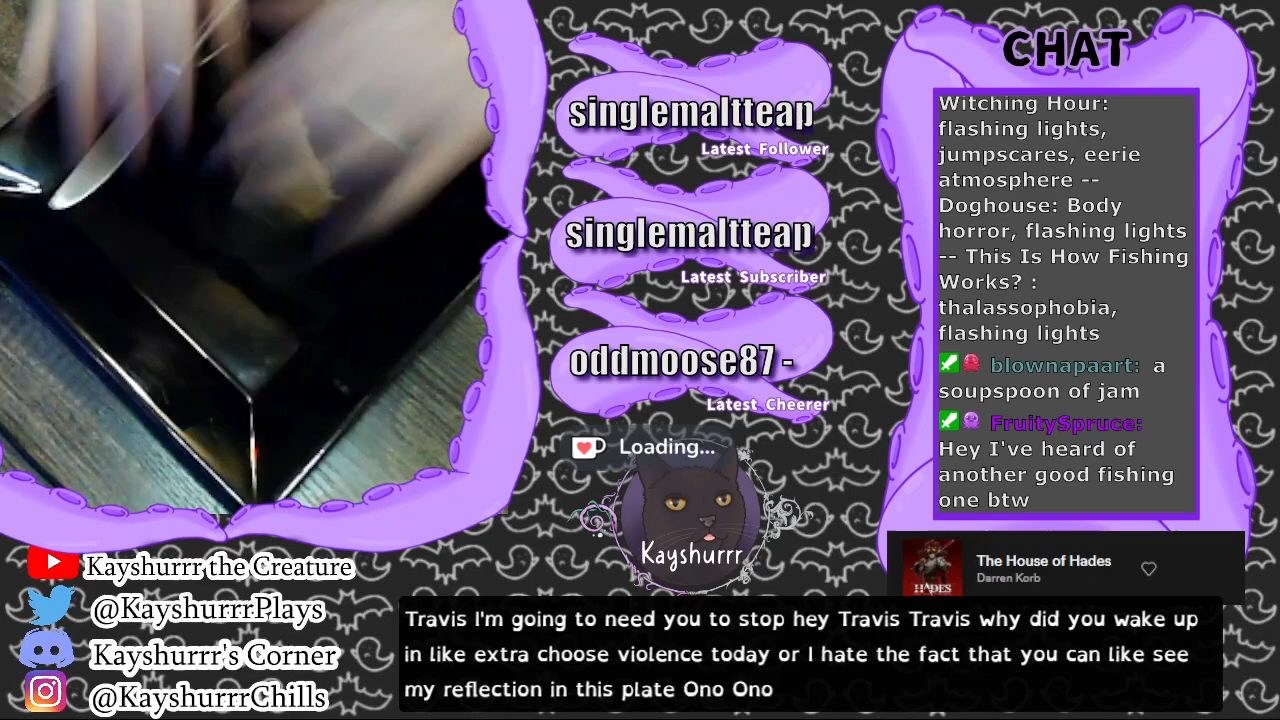 singlemaltteap
Latest Follower
singlemaltteap
Latest Subscriber
oddmoose87 -
Latest Cheerer
Loading...
Kayshurrr
CHAT
Witching Hour:
flashing lights,
jumpscares, eerie
atmosphere --
Doghouse: Body
horror, flashing lights
-- This Is How Fishing
Works? :
thalassophobia,
flashing lights
blownapaart: a
soupspoon of jam
FruitySpruce:
Hey I've heard of
another good fishing
one btw
HADES
The House of Hades
Darren Korb
Kayshurrr the Creature
@KayshurrrPlays
Kayshurrr's Corner
@KayshurrrChills
Travis I'm going to need you to stop hey Travis Travis why did you wake up
in like extra choose violence today or I hate the fact that you can like see
my reflection in this plate Ono Ono